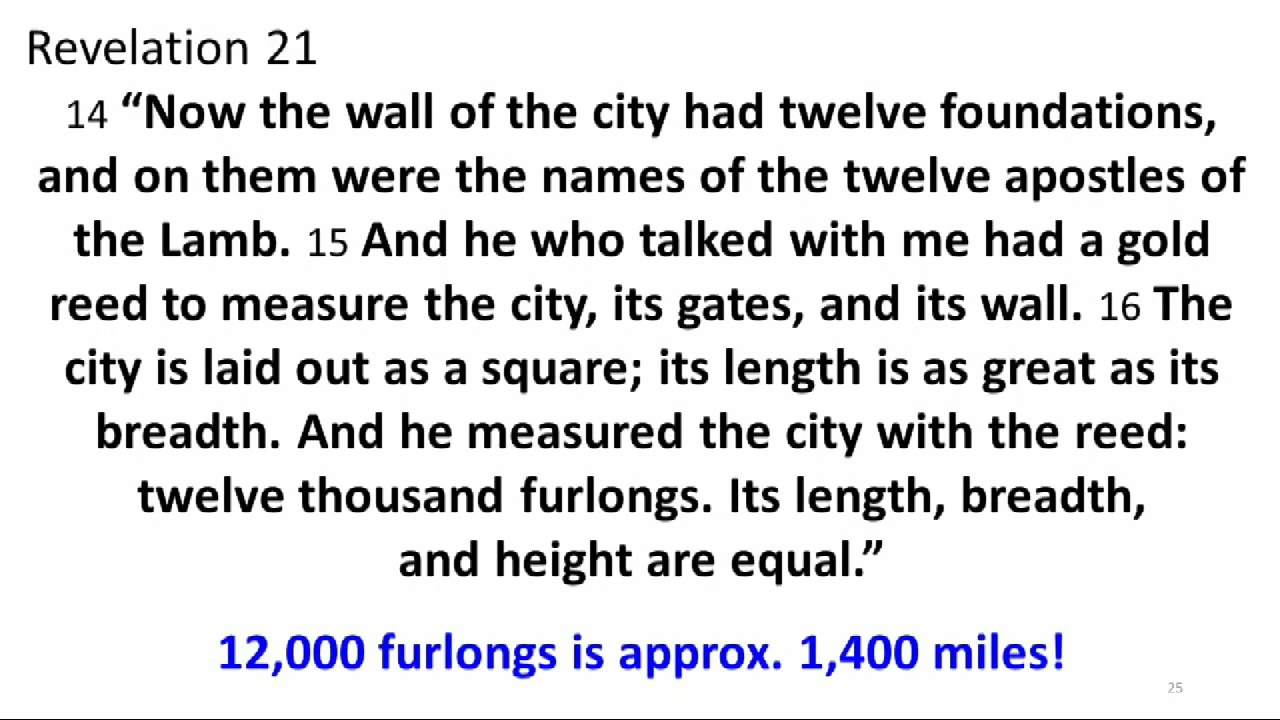 Revelation 21
14 “Now the wall of the city had twelve foundations,
and on them were the names of the twelve apostles of
the Lamb. 15 And he who talked with me had a gold
reed to measure the city, its gates, and its wall. 16 The
city is laid out as a square; its length is as great as its
breadth. And he measured the city with the reed:
twelve thousand furlongs. Its length, breadth,
and height are equal.”
12,000 furlongs is approx. 1,400 miles!
25